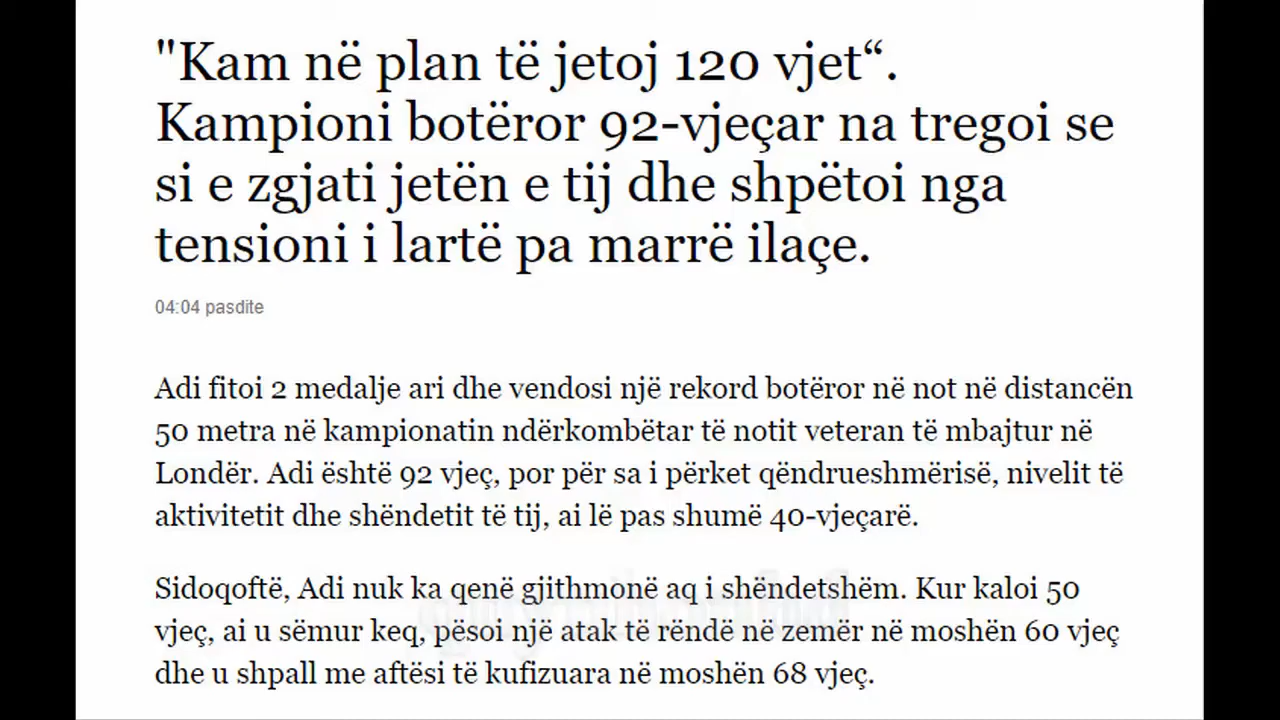 "Kam në plan të jetoj 120 vjet“.
Kampioni botëror 92-vjeçar na tregoi se
si e zgjati jetën e tij dhe shpëtoi nga
tensioni i lartë pa marrë ilaçe.
04:04 pasdite
Adi fitoi 2 medalje ari dhe vendosi një rekord botëror në not në distancën
50 metra në kampionatin ndërkombëtar të notit veteran të mbajtur në
Londër. Adi është 92 vjeç, por për sa i përket qëndrueshmërisë, nivelit të
aktivitetit dhe shëndetit të tij, ai lë pas shumë 40-vjeçarë.
Sidoqoftë, Adi nuk ka qenë gjithmonë aq i shëndetshëm. Kur kaloi 50
vjeç, ai u sëmur keq, pësoi një atak të rëndë në zemër në moshën 60 vjeç
dhe u shpall me aftësi të kufizuara në moshën 68 vjeç.